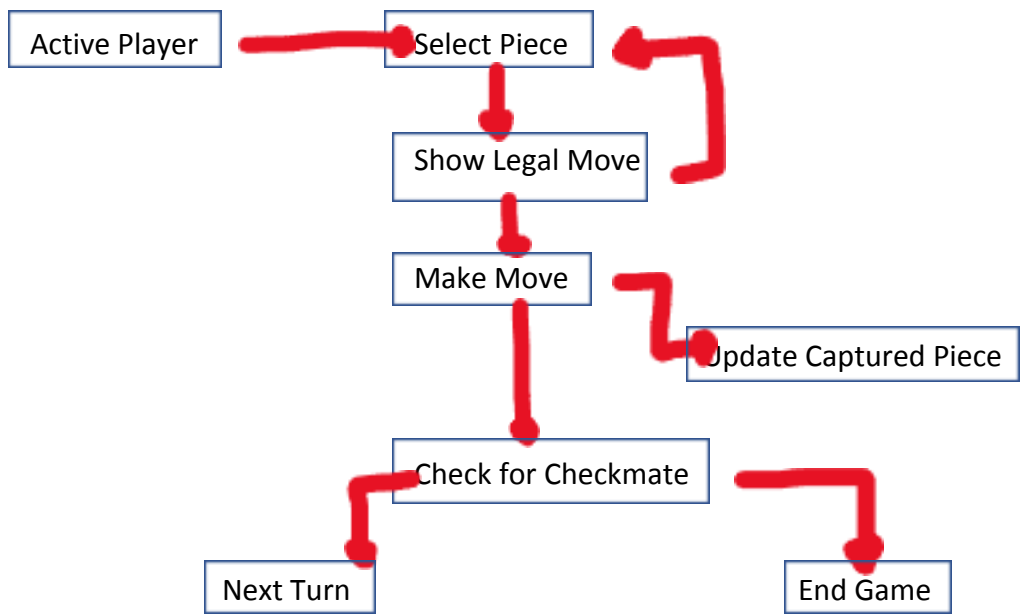 Active Player
Select Piece
Show Legal Move
Make Move
Update Captured Piece
Check for Checkmate
Next Turn
End Game